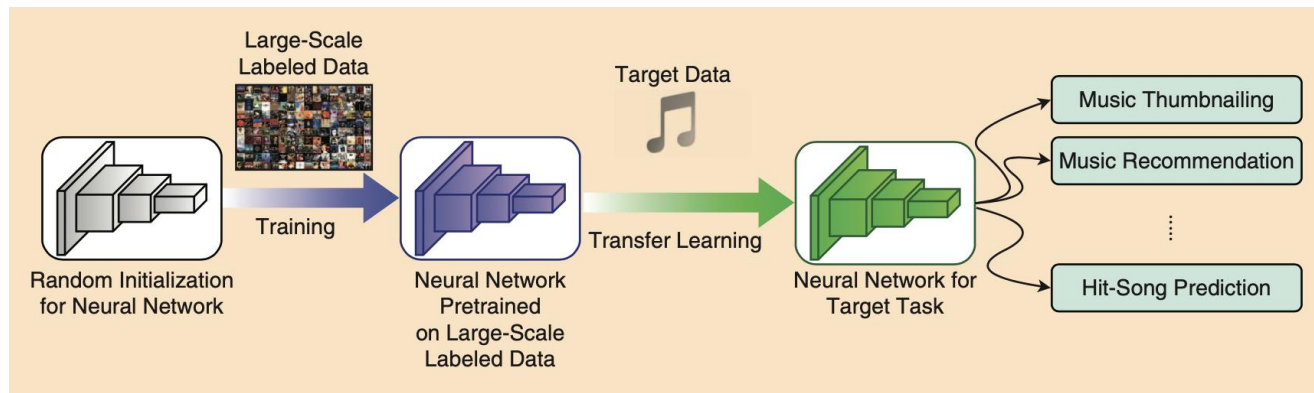 Large-Scale
Labeled Data
Target Data
Training
Transfer Learning
Random Initialization
for Neural Network
Neural Network
Pretrained
on Large-Scale
Labeled Data
Neural Network for
Target Task
Music Thumbnailing
Music Recommendation
Hit-Song Prediction